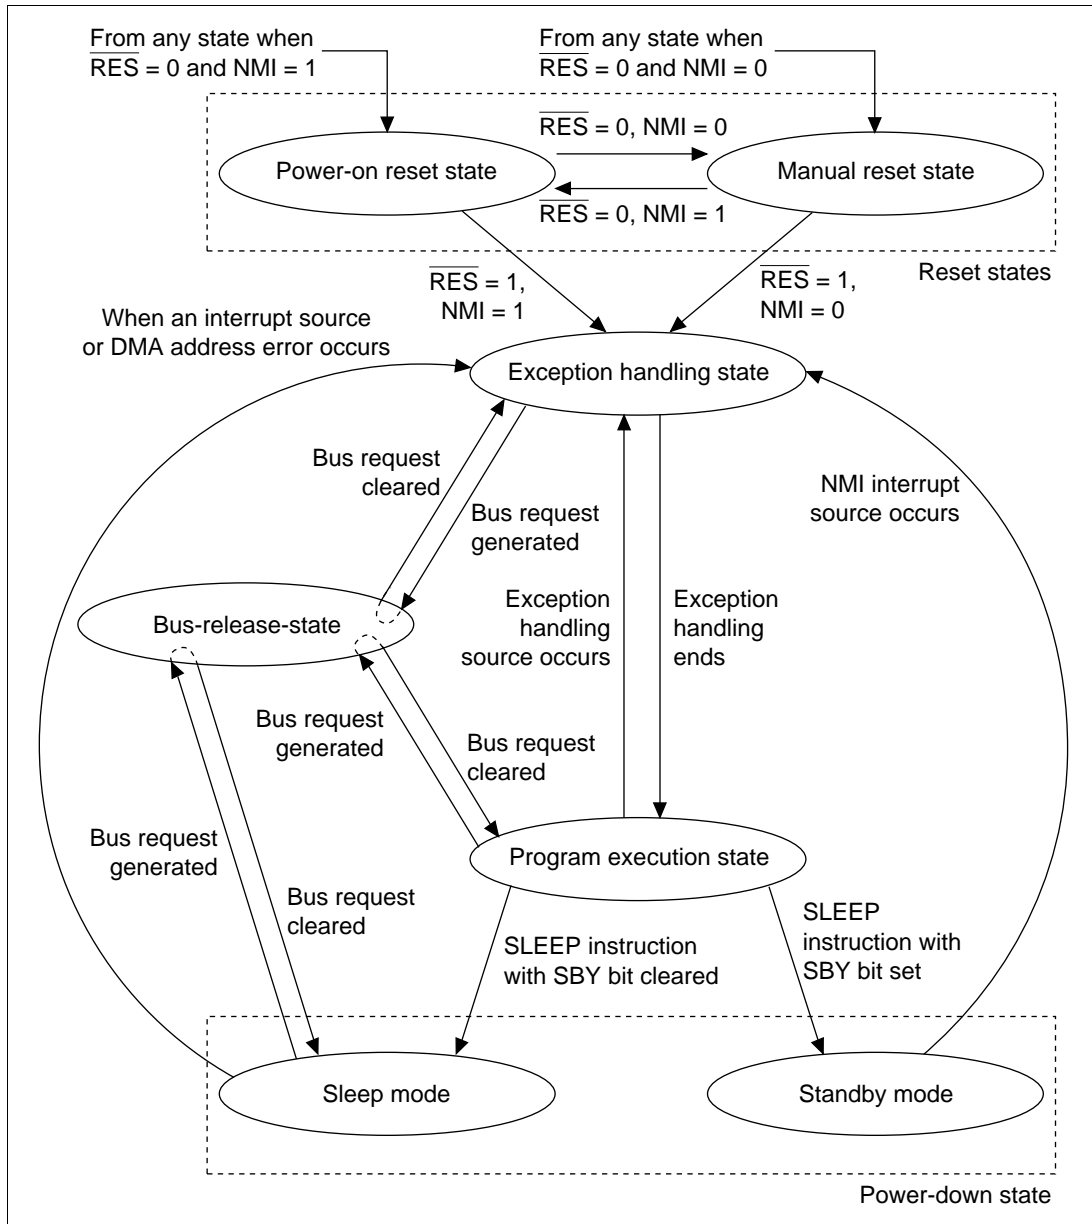 From any state when
RES = 0 and NMI = 1
From any state when
RES = 0 and NMI = 0
RES = 0, NMI = 0
Power-on reset state
Manual reset state
RES = 0, NMI = 1
Reset states
RES = 1,
NMI = 1
RES = 1,
NMI = 0
When an interrupt source
or DMA address error occurs
Exception handling state
Bus request
cleared
Bus request
generated
NMI interrupt
source occurs
Exception
handling
source occurs
Exception
handling
ends
Bus-release-state
Bus request
generated
Bus request
cleared
Bus request
generated
Program execution state
Bus request
cleared
SLEEP instruction
with SBY bit cleared
SLEEP
instruction with
SBY bit set
Sleep mode
Standby mode
Power-down state